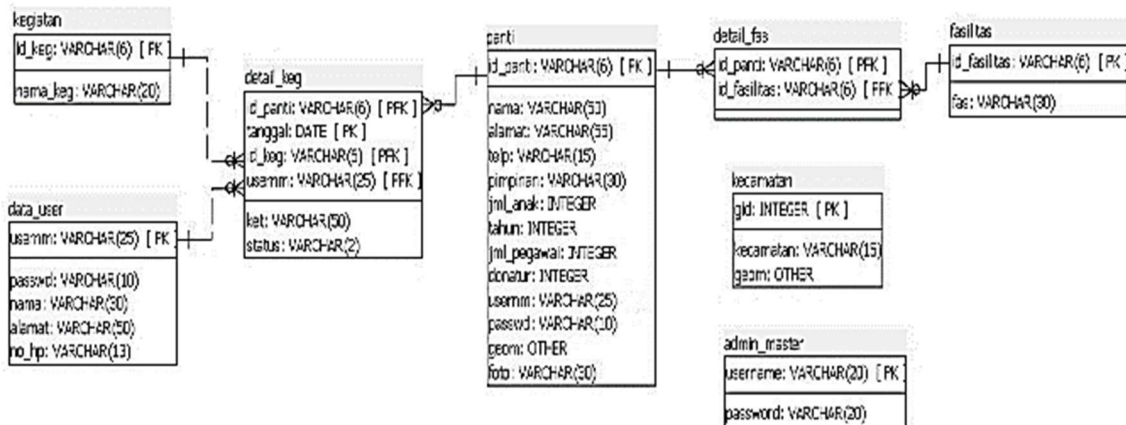 kegiatan
id_keg: VARCHAR(6) [ PK ]
nama_keg: VARCHAR(20)
detail_keg
id_panti: VARCHAR(6) [ PFK ]
tanggal: DATE [ PK ]
id_keg: VARCHAR(6) [ PFK ]
usernm: VARCHAR(25) [ PFK ]
ket: VARCHAR(50)
status: VARCHAR(2)
data_user
usernm: VARCHAR(25) [ PK ]
passwd: VARCHAR(10)
nama: VARCHAR(30)
alamat: VARCHAR(50)
no_hp: VARCHAR(13)
panti
id_panti: VARCHAR(6) [ PK ]
nama: VARCHAR(50)
alamat: VARCHAR(55)
telp: VARCHAR(15)
pimpinan: VARCHAR(30)
jml_anak: INTEGER
tahun: INTEGER
jml_pegawai: INTEGER
donatur: INTEGER
usernm: VARCHAR(25)
passwd: VARCHAR(10)
geom: OTHER
foto: VARCHAR(30)
detail_fas
id_panti: VARCHAR(6) [ PFK ]
id_fasilitas: VARCHAR(6) [ PFK
fasilitas
id_fasilitas: VARCHAR(6) [ PK ]
fas: VARCHAR(30)
kecamatan
gid: INTEGER [ PK ]
kecamatan: VARCHAR(15)
geom: OTHER
admin_master
username: VARCHAR(20) [ PK ]
password: VARCHAR(20)